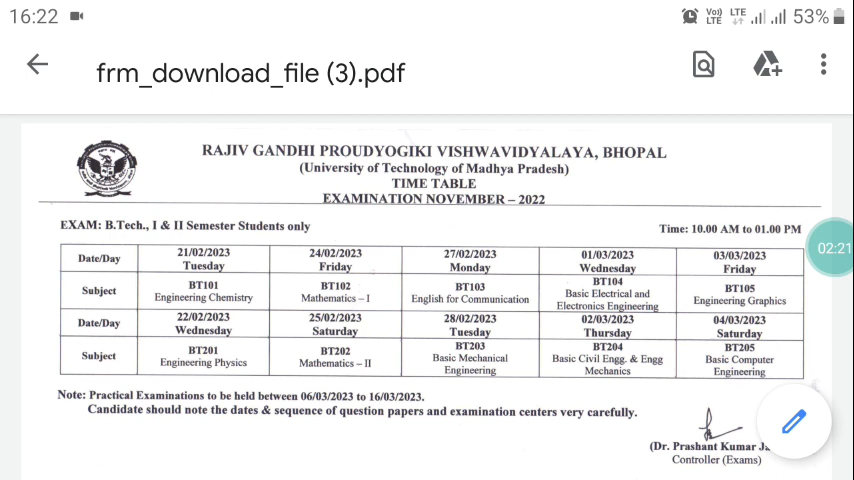 16:22
Vo))
LTE
LTE
53%
frm_download_file (3).pdf
RAJIV GANDHI PROUDYOGIKI VISHWAVIDYALAYA, BHOPAL
(University of Technology of Madhya Pradesh)
TIME TABLE
EXAMINATION NOVEMBER – 2022
EXAM: B.Tech., I & II Semester Students only
Time: 10.00 AM to 01.00 PM
02:21
Date/Day 21/02/2023 Tuesday 24/02/2023 Friday 27/02/2023 Monday 01/03/2023 Wednesday 03/03/2023 Friday
Subject BT101 Engineering Chemistry BT102 Mathematics – I BT103 English for Communication BT104 Basic Electrical and Electronics Engineering BT105 Engineering Graphics
Date/Day 22/02/2023 Wednesday 25/02/2023 Saturday 28/02/2023 Tuesday 02/03/2023 Thursday 04/03/2023 Saturday
Subject BT201 Engineering Physics BT202 Mathematics – II BT203 Basic Mechanical Engineering BT204 Basic Civil Engg. & Engg Mechanics BT205 Basic Computer Engineering
Note: Practical Examinations to be held between 06/03/2023 to 16/03/2023.
Candidate should note the dates & sequence of question papers and examination centers very carefully.
(Dr. Prashant Kumar
Controller (Exams)